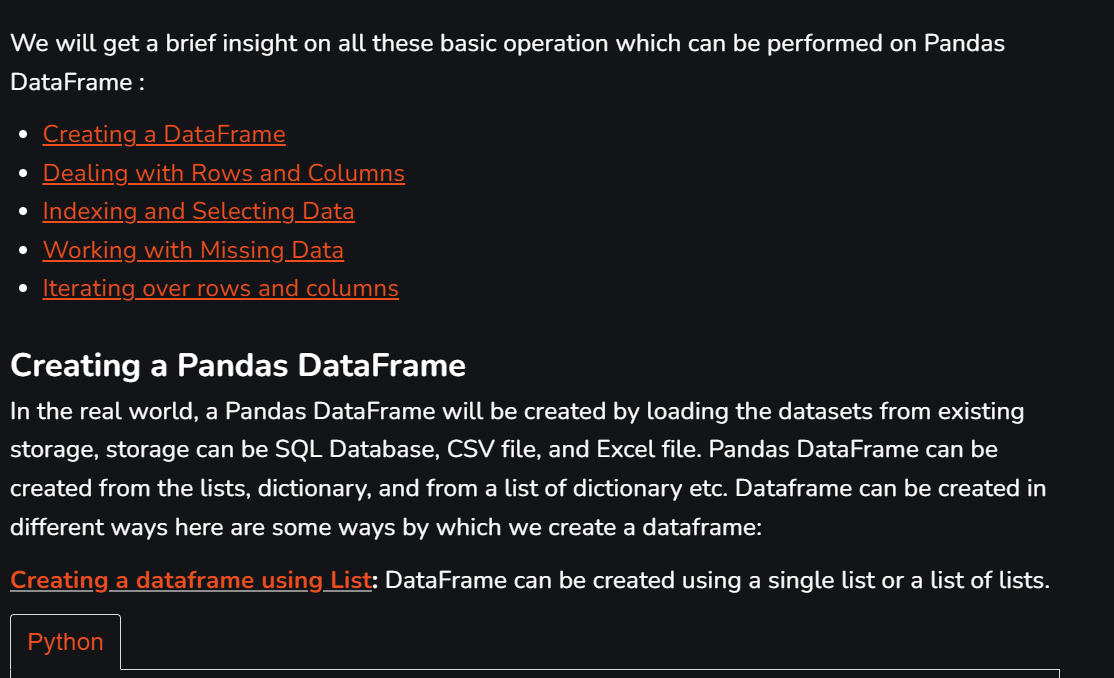 We will get a brief insight on all these basic operation which can be performed on Pandas
DataFrame :
Creating a DataFrame
Dealing with Rows and Columns
Indexing and Selecting Data
Working with Missing Data
Iterating over rows and columns
Creating a Pandas DataFrame
In the real world, a Pandas DataFrame will be created by loading the datasets from existing
storage, storage can be SQL Database, CSV file, and Excel file. Pandas DataFrame can be
created from the lists, dictionary, and from a list of dictionary etc. Dataframe can be created in
different ways here are some ways by which we create a dataframe:
Creating a dataframe using List: DataFrame can be created using a single list or a list of lists.
Python